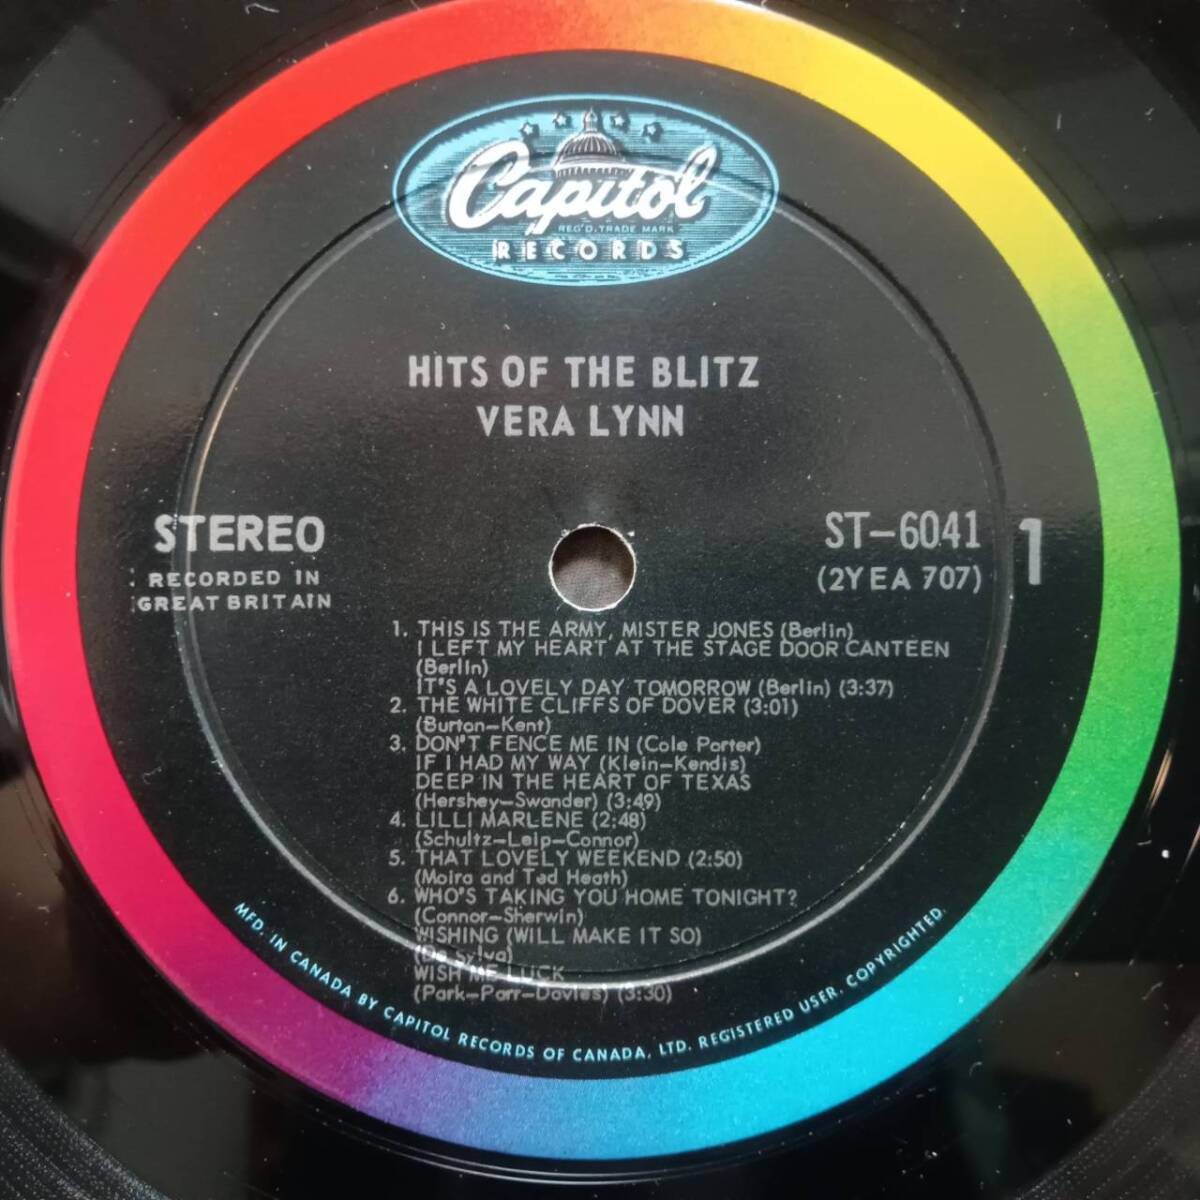 Capitol
REG'D. TRADE MARK
RECORDS
HITS OF THE BLITZ
VERA LYNN
STEREO
RECORDED IN
GREAT BRITAIN
ST-6041
(2YEA 707)
1
1. THIS IS THE ARMY, MISTER JONES (Berlin)
I LEFT MY HEART AT THE STAGE DOOR CANTEEN
(Berlin)
IT'S A LOVELY DAY TOMORROW (Berlin) (3:37)
2. THE WHITE CLIFFS OF DOVER (3:01)
(Burton-Kent)
3. DON'T FENCE ME IN (Cole Porter)
IF I HAD MY WAY (Klein-Kendis)
DEEP IN THE HEART OF TEXAS
(Hershey-Swander) (3:49)
4. LILLI MARLENE (2:48)
(Schultz-Leip-Connor)
5. THAT LOVELY WEEKEND (2:50)
(Moira and Ted Heath)
6. WHO'S TAKING YOU HOME TONIGHT?
(Connor-Sherwin)
WISHING (WILL MAKE IT SO)
(De Sylva)
WISH ME LUCK
(Park-Parr-Davies) (3:30)
MFD. IN CANADA BY CAPITOL RECORDS OF CANADA, LTD. REGISTERED USER. COPYRIGHTED.